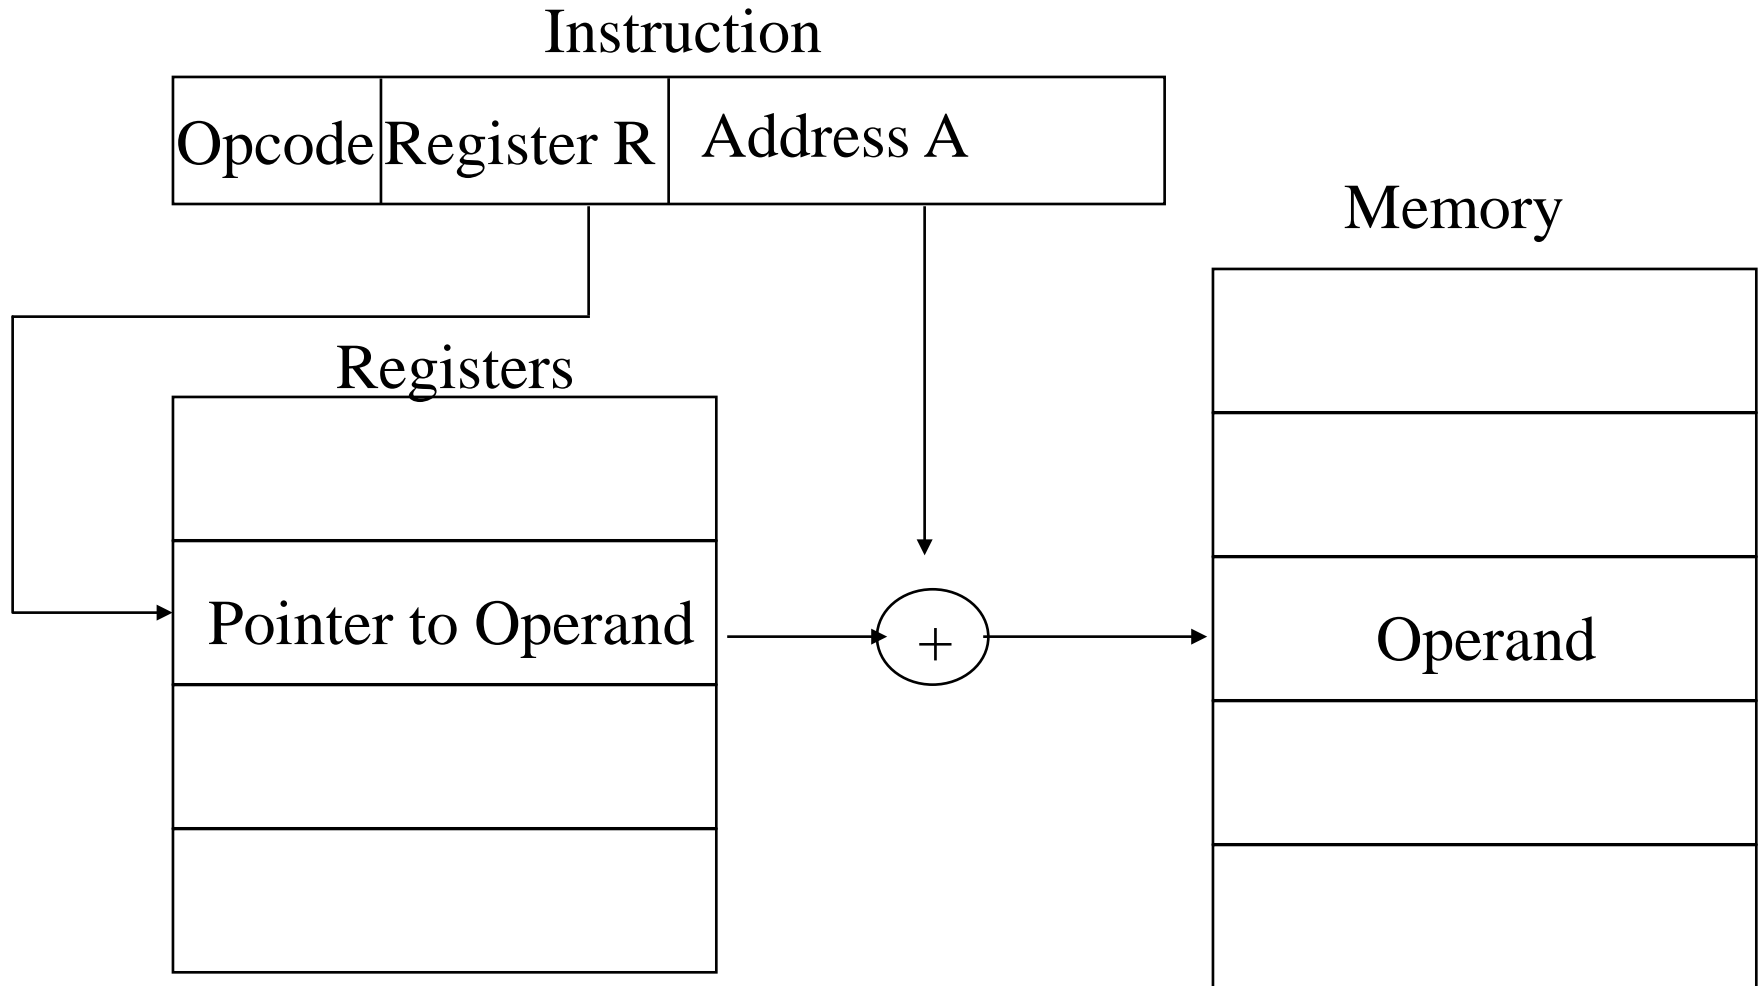 Instruction
Opcode Register R Address A
Memory
Registers
Pointer to Operand + Operand